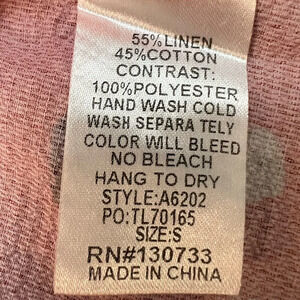 55% LINEN
45%COTTON
CONTRAST:
100%POLYESTER
HAND WASH COLD
WASH SEPARA TELY
COLOR WILL BLEED
NO BLEACH
HANG TO DRY
STYLE:A6202
PO:TL70165
SIZE:S
RN#130733
MADE IN CHINA